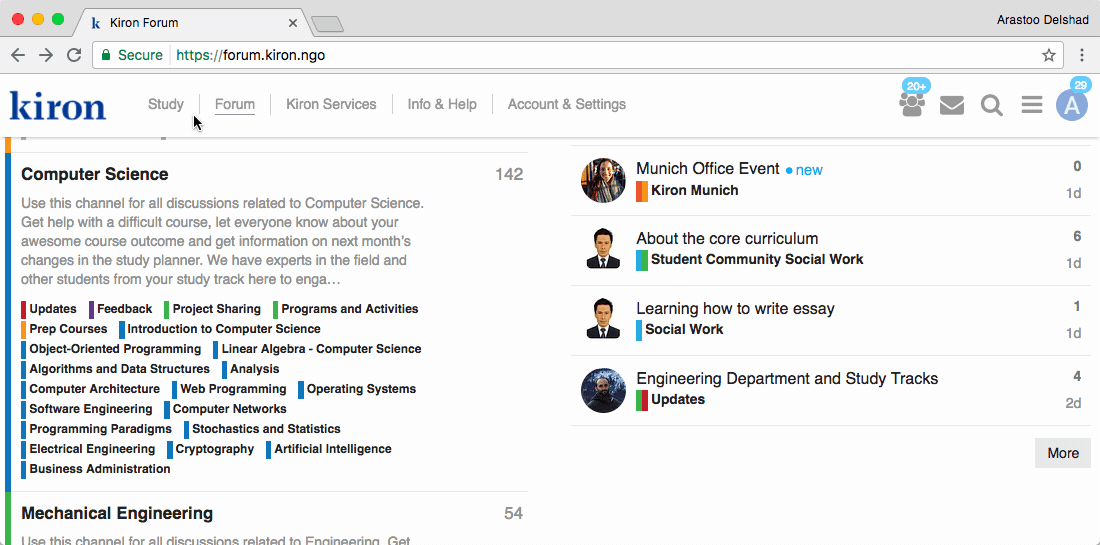 k Kiron Forum
Arastoo Delshad
Secure https://forum.kiron.ngo
kiron
Study Forum Kiron Services Info & Help Account & Settings
20+
A
29
Computer Science 142
Use this channel for all discussions related to Computer Science.
Get help with a difficult course, let everyone know about your
awesome course outcome and get information on next month's
changes in the study planner. We have experts in the field and
other students from your study track here to enga…
Updates Feedback Project Sharing Programs and Activities
Prep Courses Introduction to Computer Science
Object-Oriented Programming Linear Algebra - Computer Science
Algorithms and Data Structures Analysis
Computer Architecture Web Programming Operating Systems
Software Engineering Computer Networks
Programming Paradigms Stochastics and Statistics
Electrical Engineering Cryptography Artificial Intelligence
Business Administration
Mechanical Engineering 54
Use this channel for all discussions related to Engineering. Get
Munich Office Event new 0
Kiron Munich 1d
About the core curriculum 6
Student Community Social Work 1d
Learning how to write essay 1
Social Work 1d
Engineering Department and Study Tracks 4
Updates 2d
More